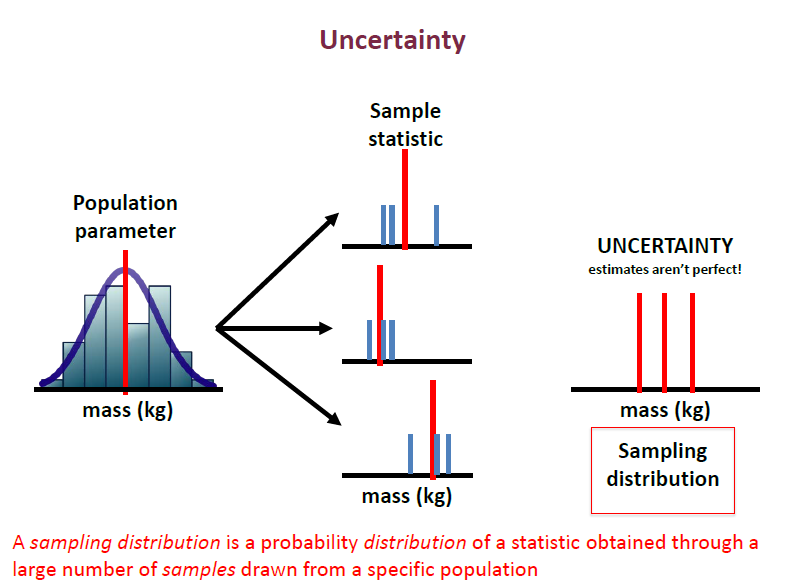 Uncertainty
Sample
statistic
Population
parameter
UNCERTAINTY
estimates aren’t perfect!
mass (kg)
mass (kg)
mass (kg)
Sampling
distribution
A sampling distribution is a probability distribution of a statistic obtained through a
large number of samples drawn from a specific population